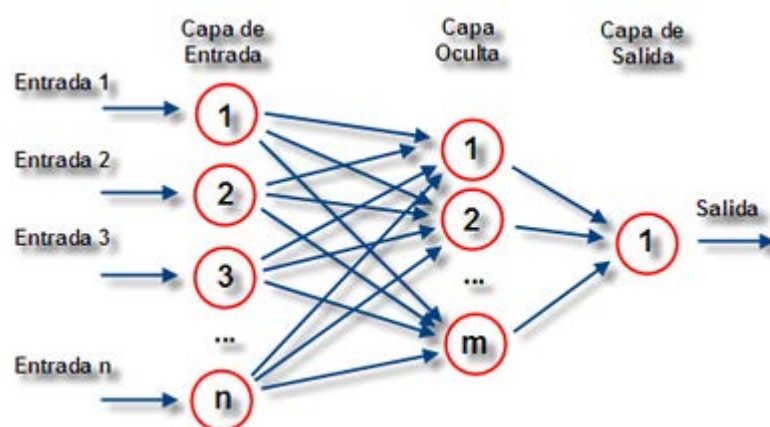 Capa de
Entrada
Capa
Oculta
Capa de
Salida
Entrada 1
1
Entrada 2
2
Entrada 3
3
...
Entrada n
n
1
2
...
m
1
Salida